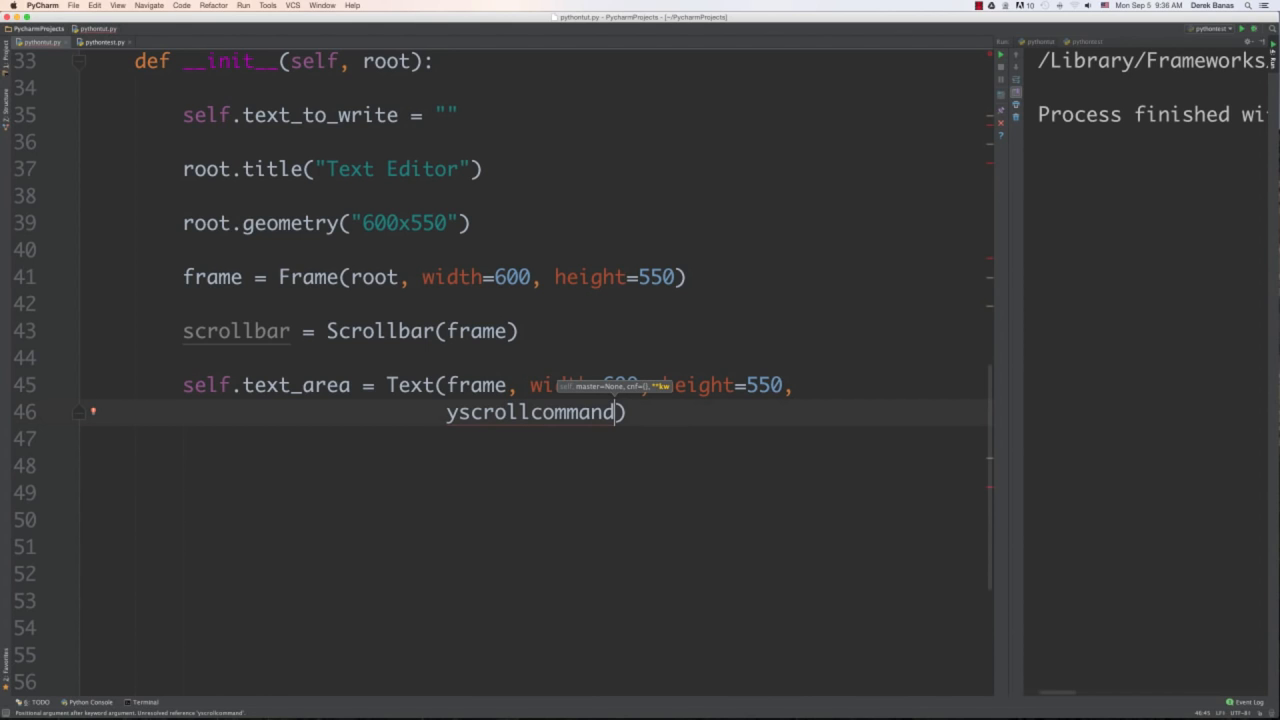 PyCharm File Edit View Navigate Code Refactor Run Tools VCS Window Help 10 Mon Sep 5 9:36 AM Derek Banas
pythontut.py - PycharmProjects - [~/PycharmProjects]
PycharmProjects pythontut.py pythontest
pythontut.py pythontest.py Run: pythontut pythontest
33 def __init__(self, root): /Library/Frameworks
34
35 self.text_to_write = "" Process finished wi
36
37 root.title("Text Editor")
38
39 root.geometry("600x550")
40
41 frame = Frame(root, width=600, height=550)
42
43 scrollbar = Scrollbar(frame)
44
self, master=None, cnf={}, **kw
45 self.text_area = Text(frame, width=600, height=550,
46 yscrollcommand)
47
48
49
50
51
52
53
54
55
56
1: Project
7: Structure
2: Favorites
6: TODO Python Console Terminal Event Log
Positional argument after keyword argument. Unresolved reference 'yscrollcommand'. 46:45 LF÷ UTF-8÷